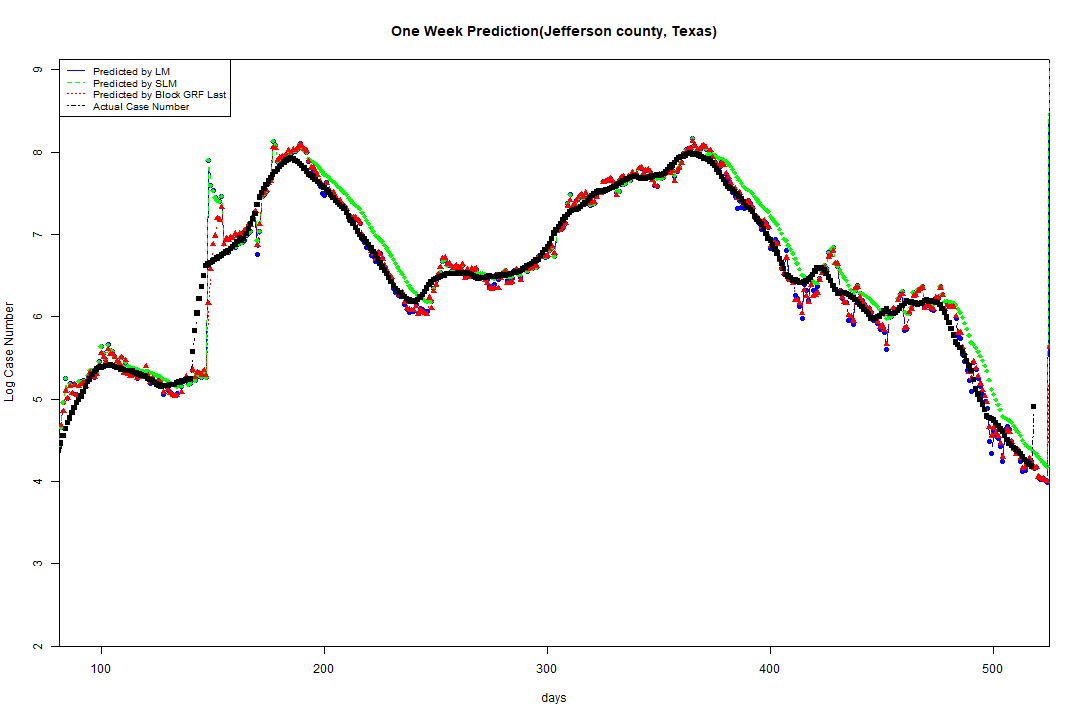 One Week Prediction(Jefferson county, Texas)
Predicted by LM
Predicted by SLM
Predicted by Block GRF Last
Actual Case Number
9
8
7
6
5
4
3
2
Log Case Number
100 200 300 400 500
days